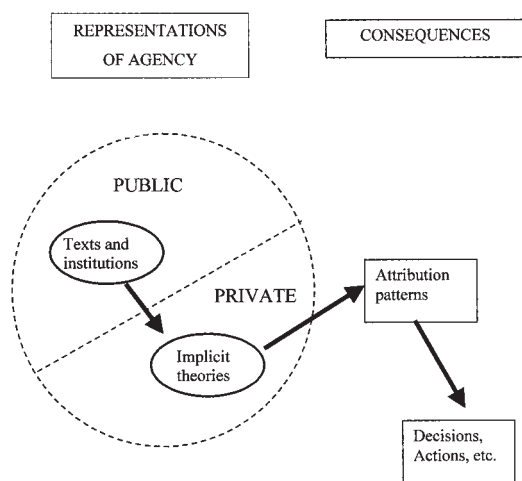 REPRESENTATIONS
OF AGENCY
CONSEQUENCES
PUBLIC
Texts and
institutions
PRIVATE
Implicit
theories
Attribution
patterns
Decisions,
Actions, etc.